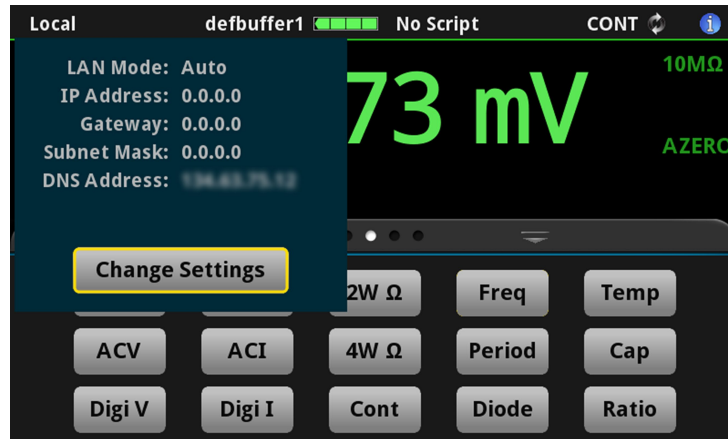 Local defbuffer1 No Script CONT
LAN Mode: Auto
IP Address: 0.0.0.0
Gateway: 0.0.0.0
Subnet Mask: 0.0.0.0
DNS Address:
Change Settings
73 mV
10MΩ
AZERO
2W Ω Freq Temp
ACV ACI 4W Ω Period Cap
Digi V Digi I Cont Diode Ratio